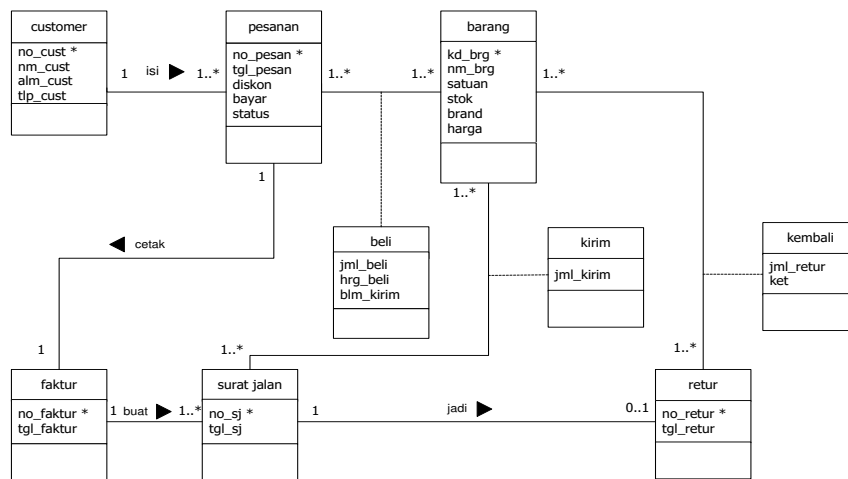 customer
no_cust *
nm_cust
alm_cust
tlp_cust
1
isi
1..*
pesanan
no_pesan *
tgl_pesan
diskon
bayar
status
1..*
1..*
barang
kd_brg *
nm_brg
satuan
stok
brand
harga
1..*
1
1..*
cetak
beli
jml_beli
hrg_beli
blm_kirim
kirim
jml_kirim
kembali
jml_retur
ket
1
1..*
1..*
faktur
no_faktur *
tgl_faktur
1
buat
1..*
surat jalan
no_sj *
tgl_sj
1
jadi
0..1
retur
no_retur *
tgl_retur